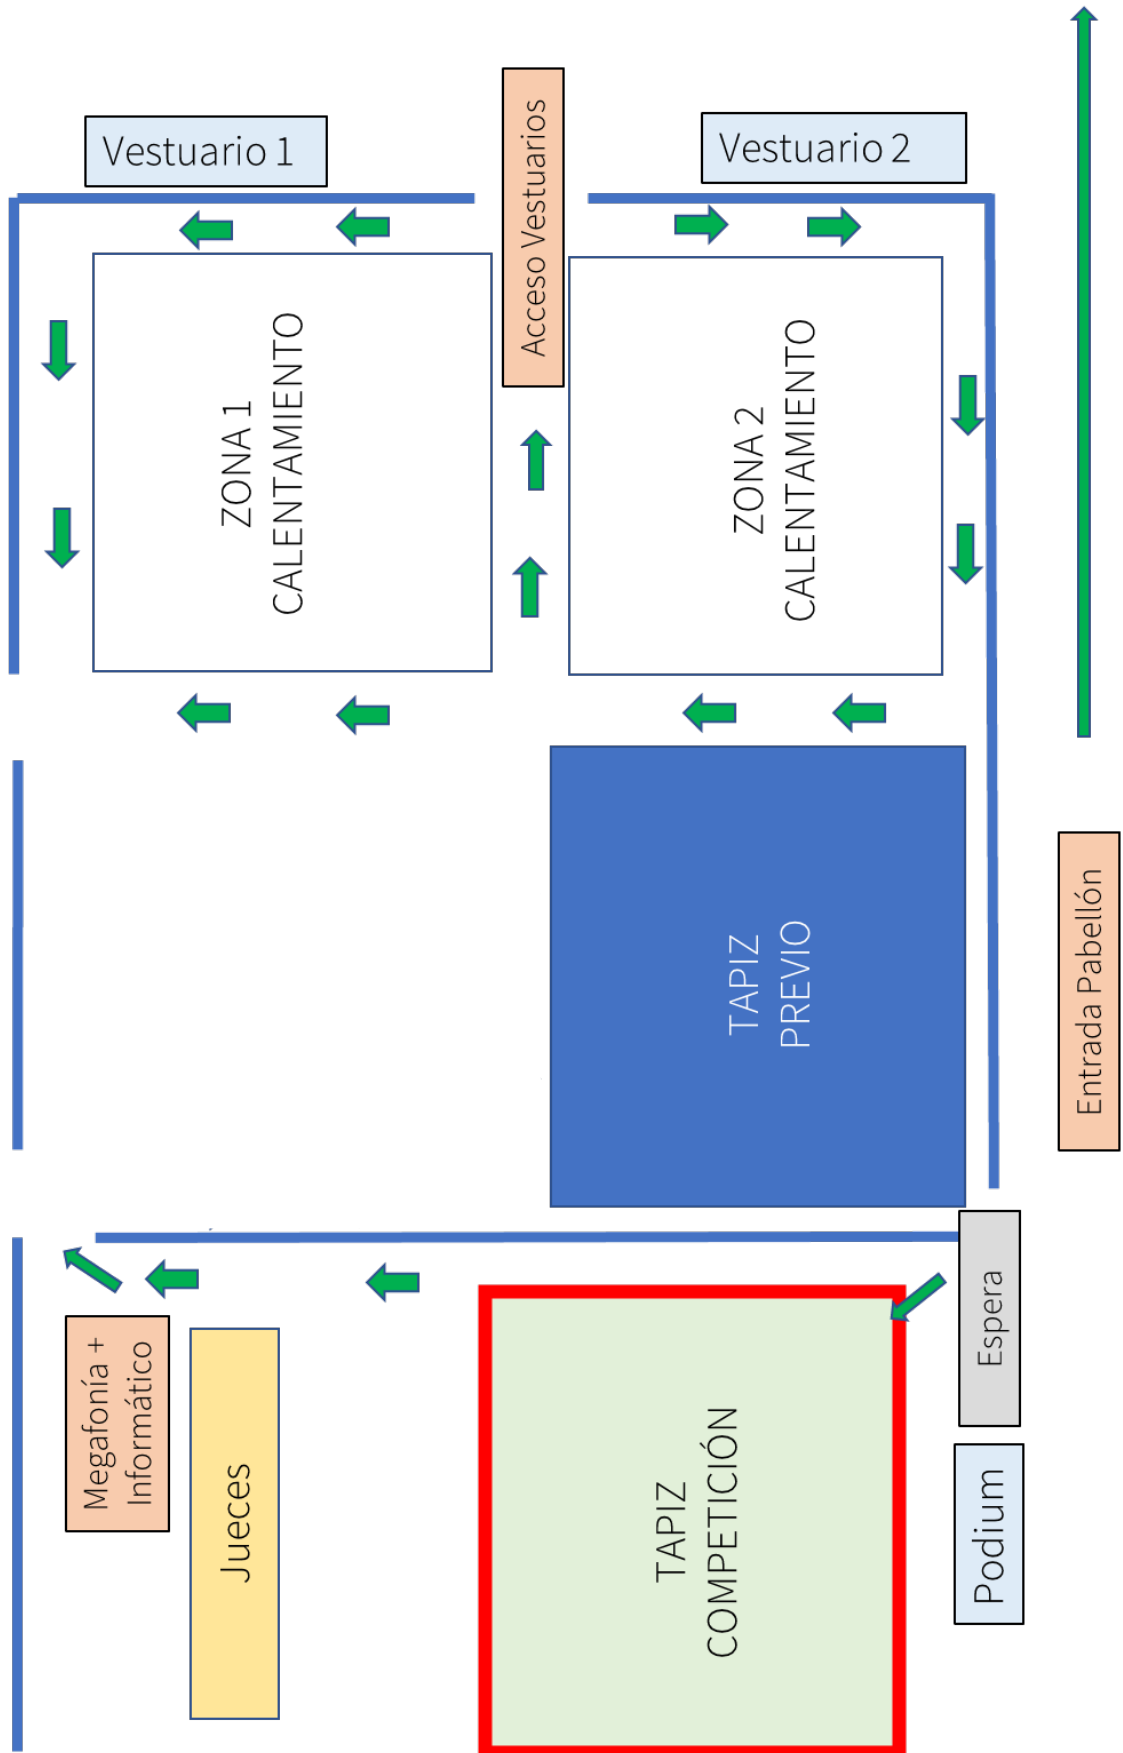 Vestuario 1
Acceso Vestuarios
Vestuario 2
ZONA 1
CALENTAMIENTO
ZONA 2
CALENTAMIENTO
TAPIZ
PREVIO
Entrada Pabellón
Espera
Megafonía +
Informático
Jueces
TAPIZ
COMPETICIÓN
Podium